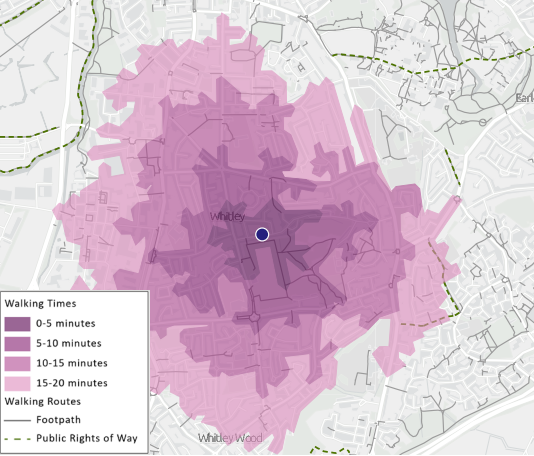 Earl
Whitley
Walking Times
0-5 minutes
5-10 minutes
10-15 minutes
15-20 minutes
Walking Routes
Footpath
Public Rights of Way
Whitley Wood